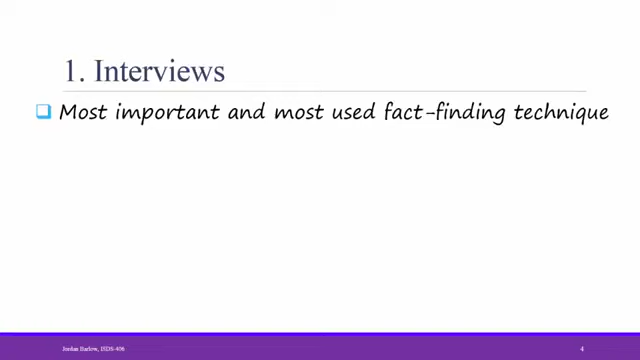 1. Interviews
Most important and most used fact-finding technique
Jordan Barlow, ISDS-406
4